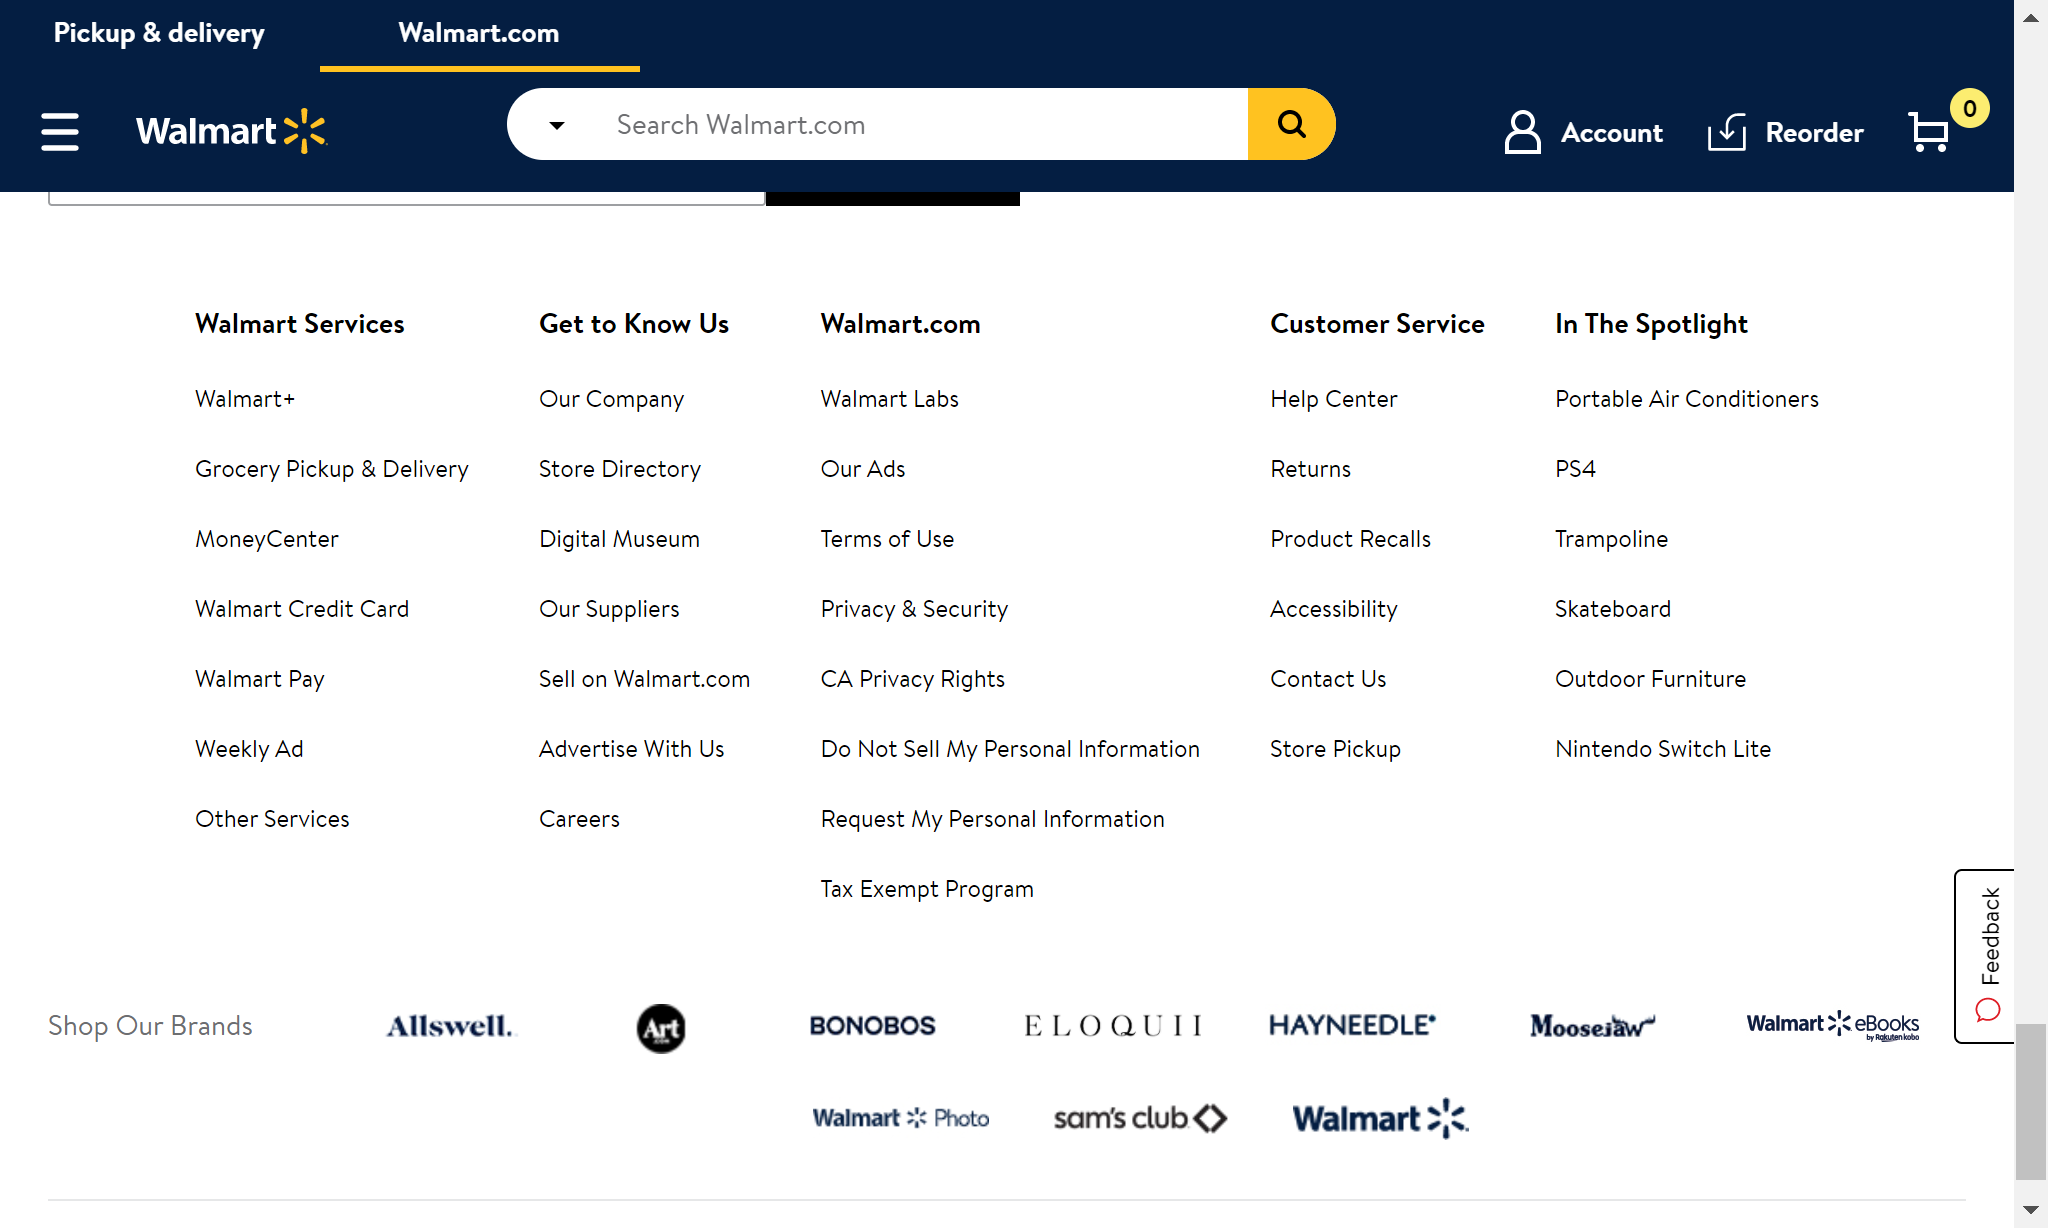 Pickup & delivery
Walmart.com
Walmart
Search Walmart.com
Account
Reorder
0
Walmart Services
Walmart+
Grocery Pickup & Delivery
MoneyCenter
Walmart Credit Card
Walmart Pay
Weekly Ad
Other Services
Get to Know Us
Our Company
Store Directory
Digital Museum
Our Suppliers
Sell on Walmart.com
Advertise With Us
Careers
Walmart.com
Walmart Labs
Our Ads
Terms of Use
Privacy & Security
CA Privacy Rights
Do Not Sell My Personal Information
Request My Personal Information
Tax Exempt Program
Customer Service
Help Center
Returns
Product Recalls
Accessibility
Contact Us
Store Pickup
In The Spotlight
Portable Air Conditioners
PS4
Trampoline
Skateboard
Outdoor Furniture
Nintendo Switch Lite
Feedback
Shop Our Brands
Allswell.
Art
.com
BONOBOS
ELOQUII
HAYNEEDLE
Moosejaw
Walmart eBooks
by Rakuten kobo
Walmart Photo
sam's club
Walmart